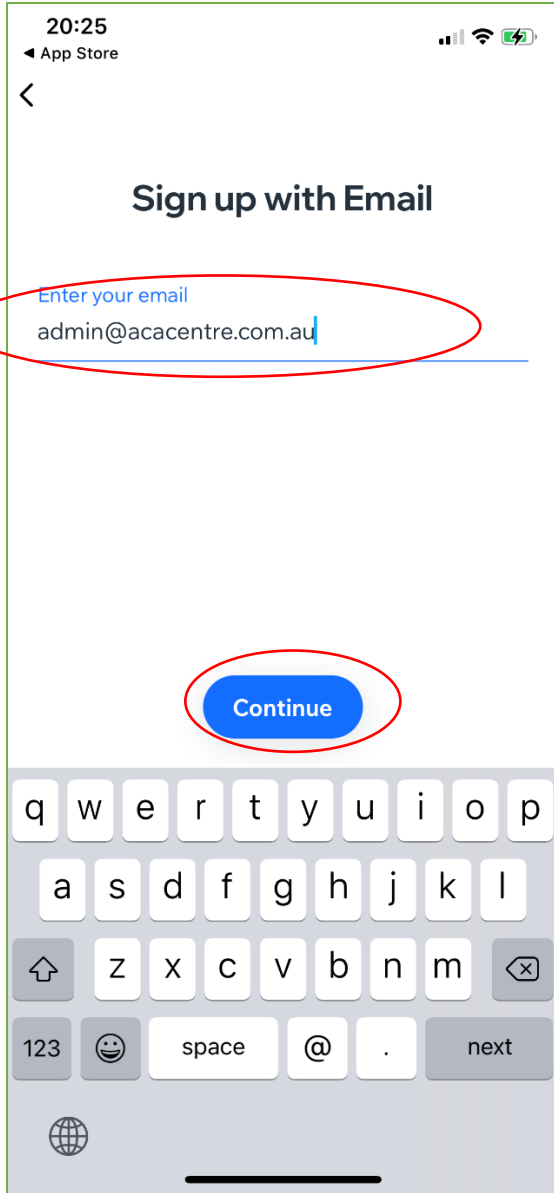 20:25
◀ App Store
Sign up with Email
Enter your email
admin@acacentre.com.au
Continue
q w e r t y u i o p
a s d f g h j k l
z x c v b n m
123 space @ . next